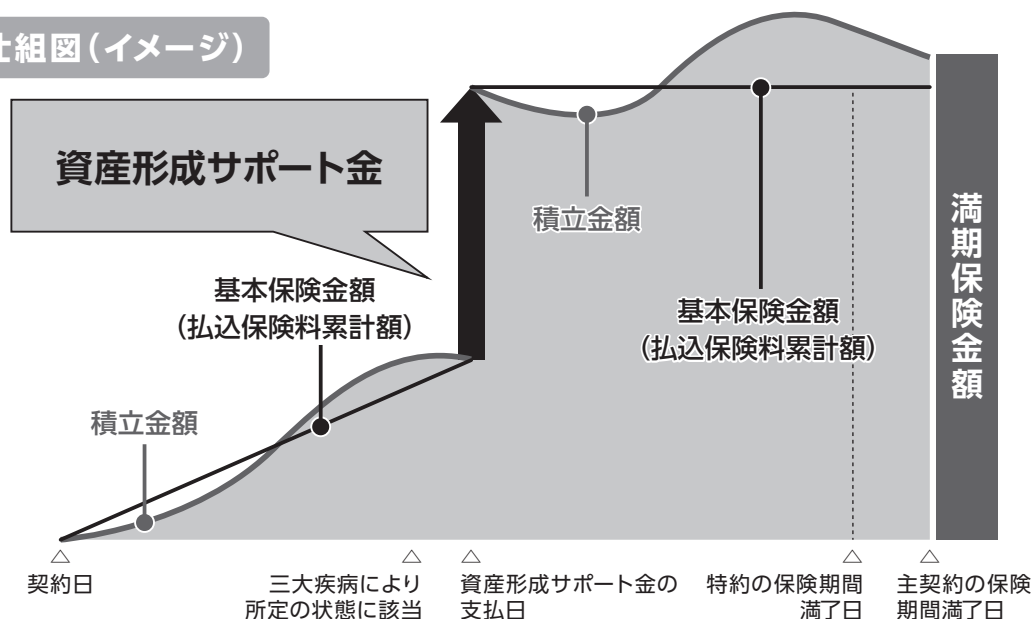 仕組図（イメージ）
資産形成サポート金
積立金額
基本保険金額
（払込保険料累計額）
基本保険金額
（払込保険料累計額）
積立金額
満期保険金額
△
△
△
△
△
契約日
三大疾病により
所定の状態に該当
資産形成サポート金の
支払日
特約の保険期間
満了日
主契約の保険
期間満了日